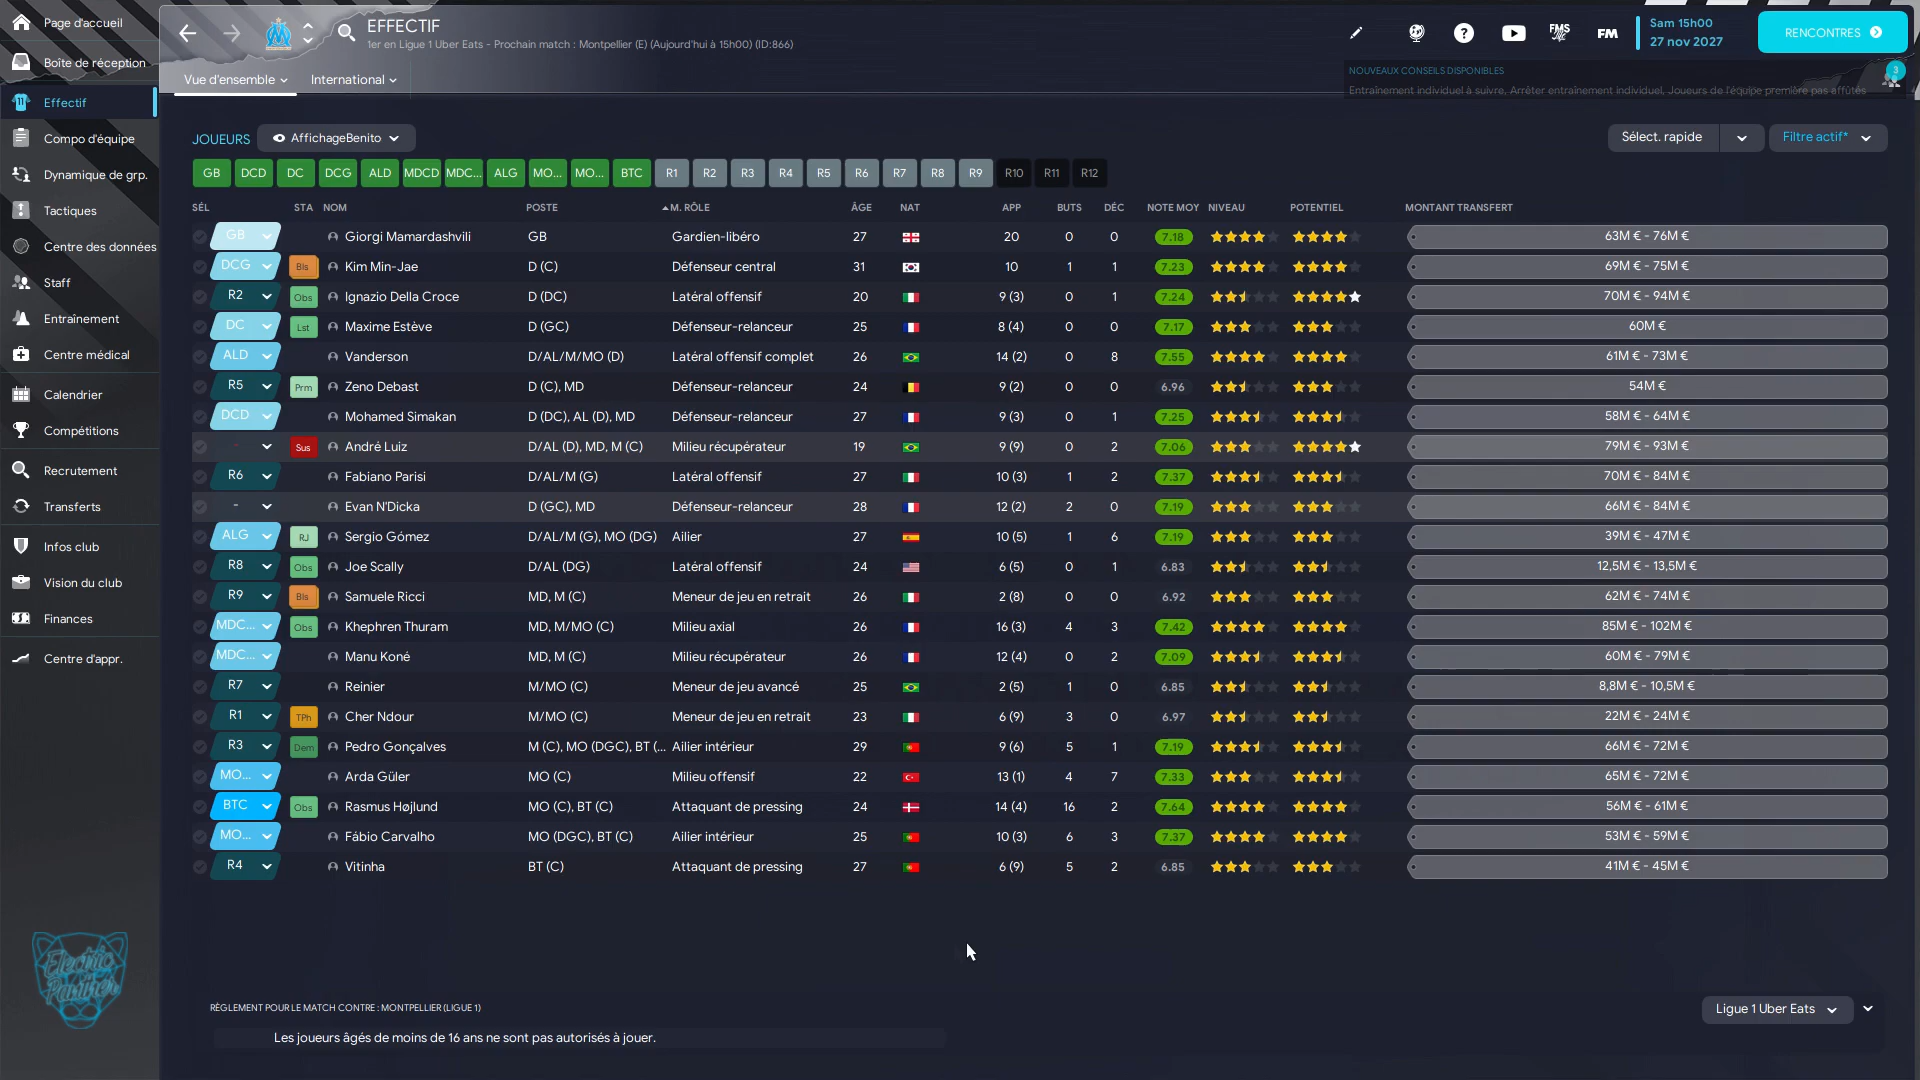 Page d'accueil
Boîte de réception
Effectif
Compo d'équipe
Dynamique de grp.
Tactiques
Centre des données
Staff
Entraînement
Centre médical
Calendrier
Compétitions
Recrutement
Transferts
Infos club
Vision du club
Finances
Centre d'appr.
Electric Panther
EFFECTIF
1er en Ligue 1 Uber Eats - Prochain match : Montpellier (E) (Aujourd'hui à 15h00) (ID:866)
FMS
FM
Sam 15h00
27 nov 2027
RENCONTRES
Vue d'ensemble
International
NOUVEAUX CONSEILS DISPONIBLES
Entraînement individuel à suivre, Arrêter entraînement individuel, Joueurs de l'équipe première pas affûtés
3
JOUEURS
AffichageBenito
Sélect. rapide
Filtre actif*
GB DCD DC DCG ALD MDCD MDC... ALG MO... MO... BTC R1 R2 R3 R4 R5 R6 R7 R8 R9 R10 R11 R12
SÉL STA NOM POSTE M. RÔLE ÂGE NAT APP BUTS DÉC NOTE MOY NIVEAU POTENTIEL MONTANT TRANSFERT
GB Giorgi Mamardashvili GB Gardien-libéro 27 20 0 0 7.18 63M € - 76M €
DCG Bls Kim Min-Jae D (C) Défenseur central 31 10 1 1 7.23 69M € - 75M €
R2 Obs Ignazio Della Croce D (DC) Latéral offensif 20 9 (3) 0 1 7.24 70M € - 94M €
DC Lst Maxime Estève D (GC) Défenseur-relanceur 25 8 (4) 0 0 7.17 60M €
ALD Vanderson D/AL/M/MO (D) Latéral offensif complet 26 14 (2) 0 8 7.55 61M € - 73M €
R5 Prm Zeno Debast D (C), MD Défenseur-relanceur 24 9 (2) 0 0 6.96 54M €
DCD Mohamed Simakan D (DC), AL (D), MD Défenseur-relanceur 27 9 (3) 0 1 7.25 58M € - 64M €
- Sus André Luiz D/AL (D), MD, M (C) Milieu récupérateur 19 9 (9) 0 2 7.06 79M € - 93M €
R6 Fabiano Parisi D/AL/M (G) Latéral offensif 27 10 (3) 1 2 7.37 70M € - 84M €
- Evan N'Dicka D (GC), MD Défenseur-relanceur 28 12 (2) 2 0 7.19 66M € - 84M €
ALG RJ Sergio Gómez D/AL/M (G), MO (DG) Ailier 27 10 (5) 1 6 7.19 39M € - 47M €
R8 Obs Joe Scally D/AL (DG) Latéral offensif 24 6 (5) 0 1 6.83 12,5M € - 13,5M €
R9 Bls Samuele Ricci MD, M (C) Meneur de jeu en retrait 26 2 (8) 0 0 6.92 62M € - 74M €
MDC... Obs Khephren Thuram MD, M/MO (C) Milieu axial 26 16 (3) 4 3 7.42 85M € - 102M €
MDC... Manu Koné MD, M (C) Milieu récupérateur 26 12 (4) 0 2 7.09 60M € - 79M €
R7 Reinier M/MO (C) Meneur de jeu avancé 25 2 (5) 1 0 6.85 8,8M € - 10,5M €
R1 TPh Cher Ndour M/MO (C) Meneur de jeu en retrait 23 6 (9) 3 0 6.97 22M € - 24M €
R3 Dem Pedro Gonçalves M (C), MO (DGC), BT (... Ailier intérieur 29 9 (6) 5 1 7.19 66M € - 72M €
MO... Arda Güler MO (C) Milieu offensif 22 13 (1) 4 7 7.33 65M € - 72M €
BTC Obs Rasmus Højlund MO (C), BT (C) Attaquant de pressing 24 14 (4) 16 2 7.64 56M € - 61M €
MO... Fábio Carvalho MO (DGC), BT (C) Ailier intérieur 25 10 (3) 6 3 7.37 53M € - 59M €
R4 Vitinha BT (C) Attaquant de pressing 27 6 (9) 5 2 6.85 41M € - 45M €
RÈGLEMENT POUR LE MATCH CONTRE : MONTPELLIER (LIGUE 1)
Ligue 1 Uber Eats
Les joueurs âgés de moins de 16 ans ne sont pas autorisés à jouer.